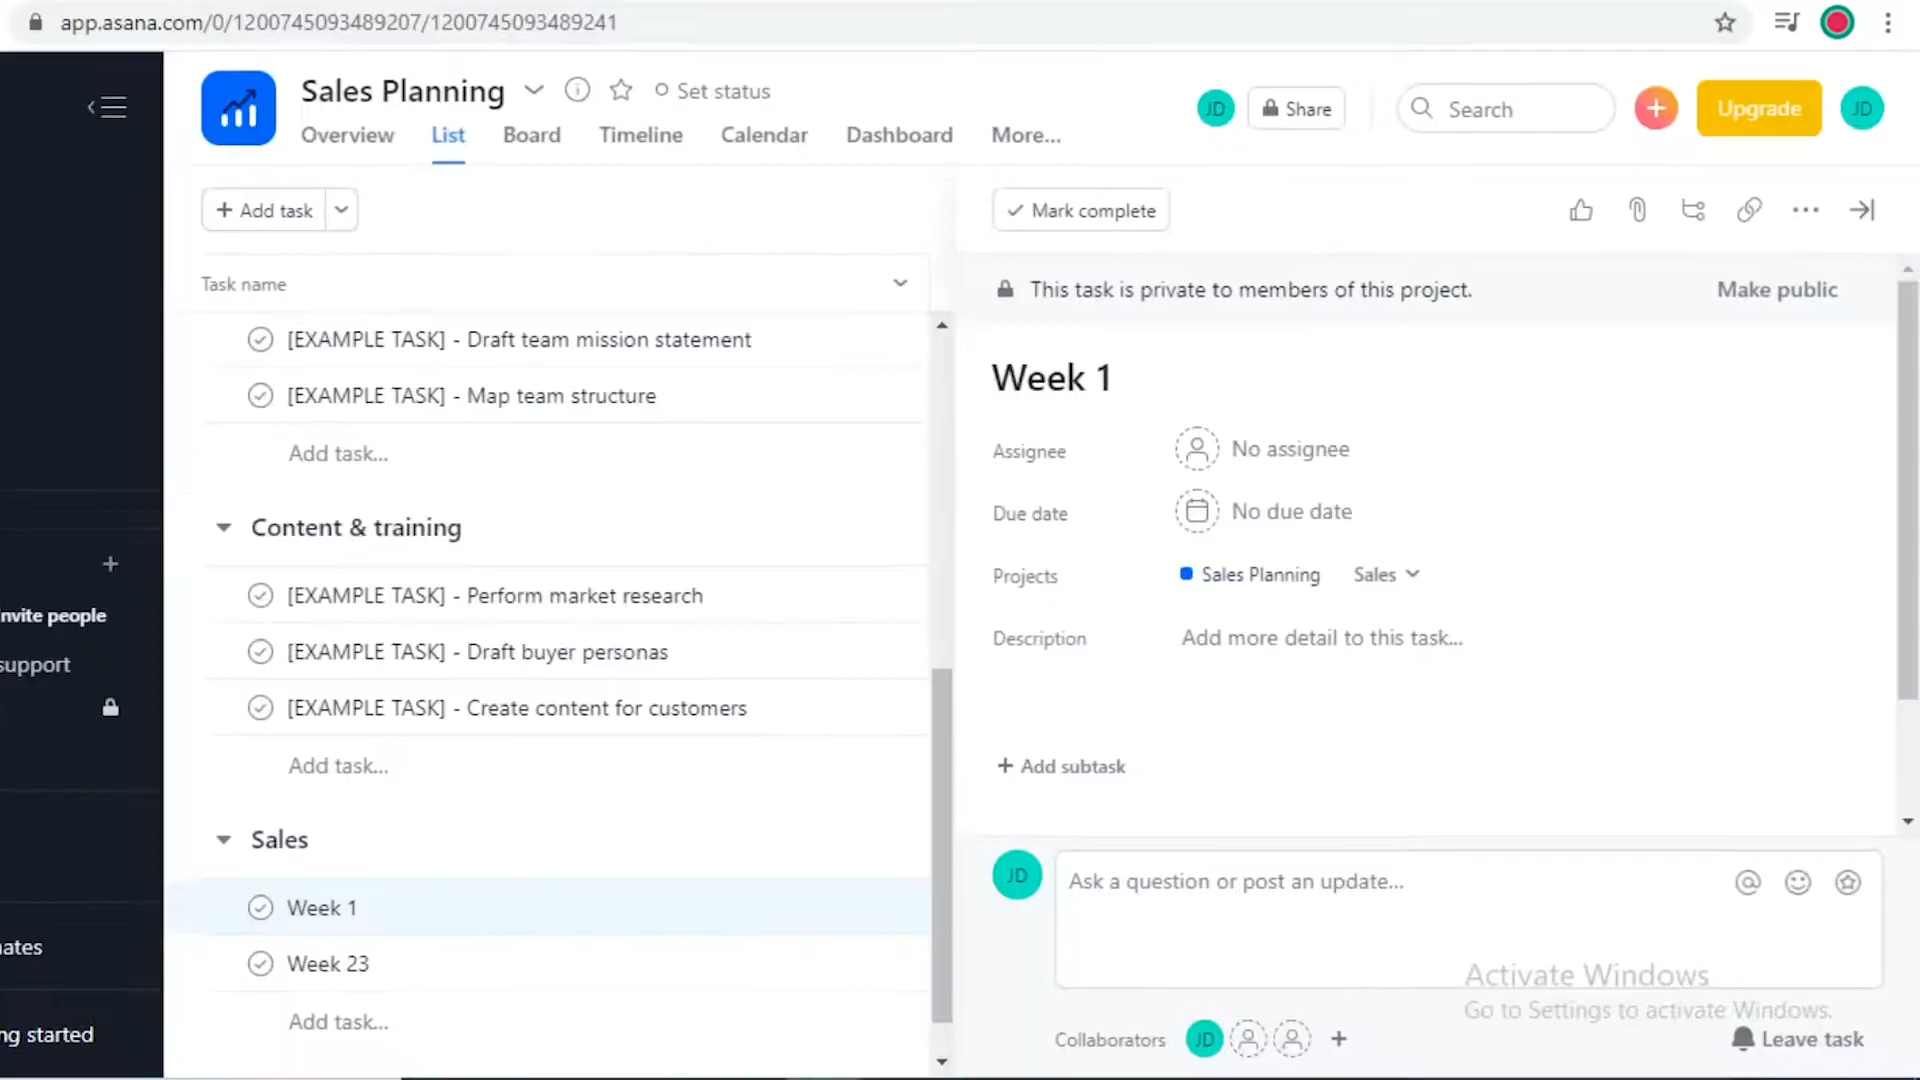 app.asana.com/0/1200745093489207/1200745093489241
Sales Planning
Set status
Overview List Board Timeline Calendar Dashboard More...
JD
Share
Search
Upgrade
JD
+ Add task
Mark complete
Task name
This task is private to members of this project.
Make public
[EXAMPLE TASK] - Draft team mission statement
[EXAMPLE TASK] - Map team structure
Add task...
Content & training
[EXAMPLE TASK] - Perform market research
[EXAMPLE TASK] - Draft buyer personas
[EXAMPLE TASK] - Create content for customers
Add task...
Sales
Week 1
Week 23
Add task...
Week 1
Assignee No assignee
Due date No due date
Projects Sales Planning Sales
Description Add more detail to this task...
+ Add subtask
JD
Ask a question or post an update...
Activate Windows
Go to Settings to activate Windows.
Collaborators JD +
Leave task
nvite people
support
ates
ng started